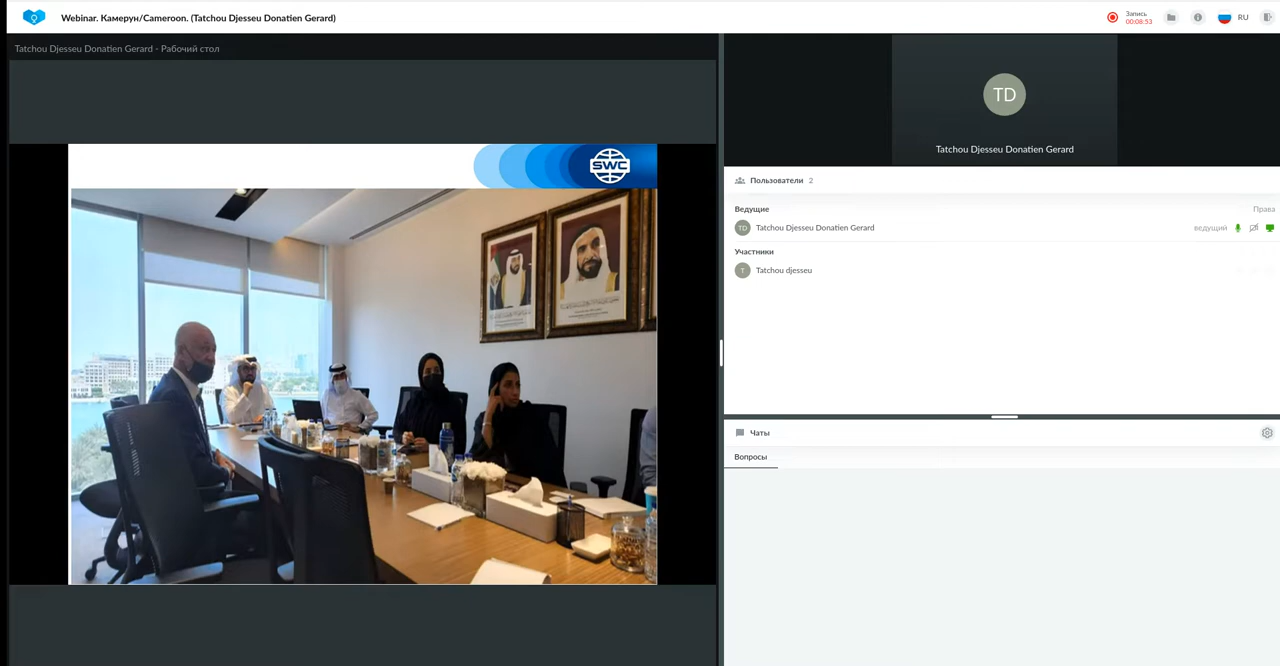 Webinar. Камерун/Cameroon. (Tatchou Djesseu Donatien Gerard)
Запись
00:08:53
RU
Tatchou Djesseu Donatien Gerard - Рабочий стол
SWC
TD
Tatchou Djesseu Donatien Gerard
Пользователи 2
Ведущие
Права
TD
Tatchou Djesseu Donatien Gerard
ведущий
Участники
T
Tatchou djesseu
Чаты
Вопросы